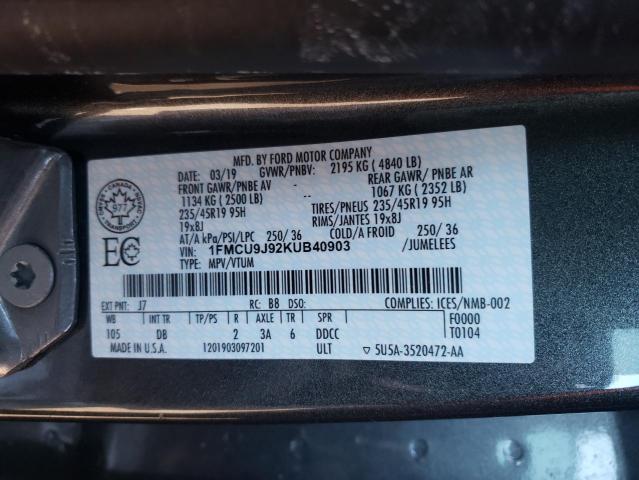 MFD. BY FORD MOTOR COMPANY
DATE: 03/19 GVWR/PNBV: 2195 KG ( 4840 LB)
FRONT GAWR/PNBE AV REAR GAWR/ PNBE AR
1134 KG ( 2500 LB) -- 1067 KG ( 2352 LB)
235/45R19 95H TIRES/PNEUS 235/45R19 95H
19x8J RIMS/JANTES 19x8J
AT/A kPa/PSI/LPC 250/ 36 COLD/A FROID 250/ 36
VIN: 1FMCU9J92KUB40903 -- /JUMELEES
TYPE: MPV/VTUM
CANADA
977
EC
EXT PNT: J7 RC: B8 DSO: COMPLIES: ICES/NMB-002
WB INT TR TP/PS R AXLE TR SPR F0000
105 DB 2 3A 6 DDCC T0104
MADE IN U.S.A. 1201903097201 ULT ▽ 5U5A-3520472-AA